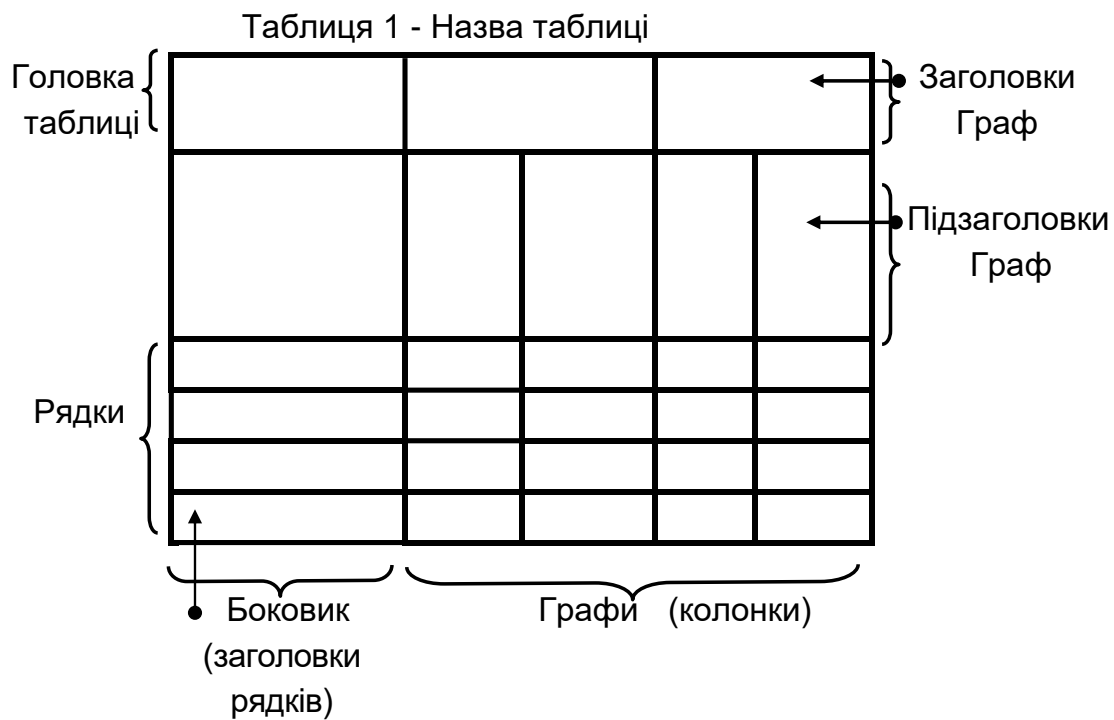 Таблиця 1 - Назва таблиці
Головка
таблиці
Заголовки
Граф
Підзаголовки
Граф
Рядки
Боковик
(заголовки
рядків)
Графи (колонки)